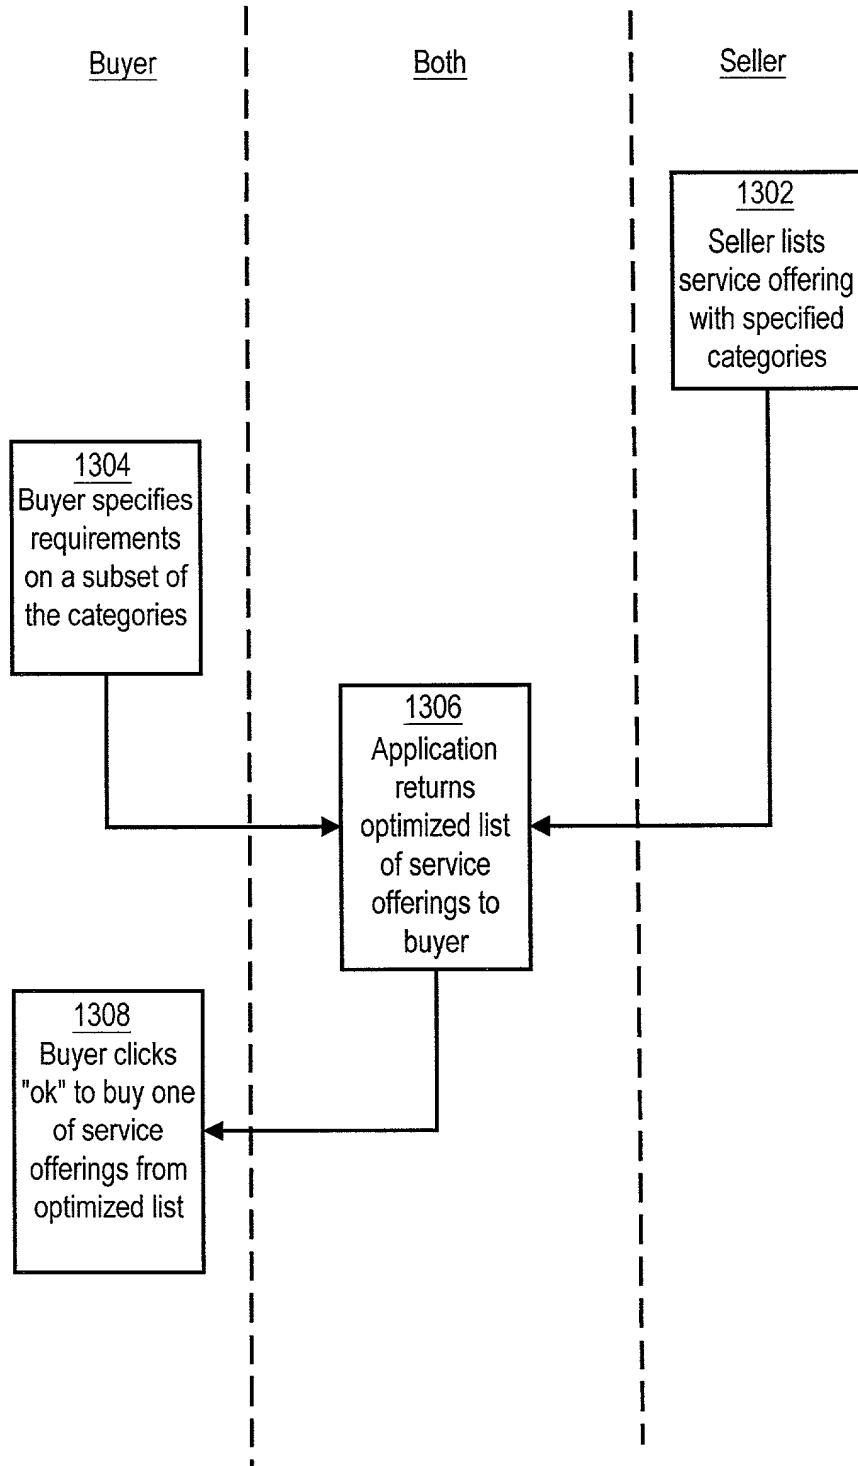 Buyer
Both
Seller
1302
Seller lists
service offering
with specified
categories
1304
Buyer specifies
requirements
on a subset of
the categories
1306
Application
returns
optimized list
of service
offerings to
buyer
1308
Buyer clicks
"ok" to buy one
of service
offerings from
optimized list